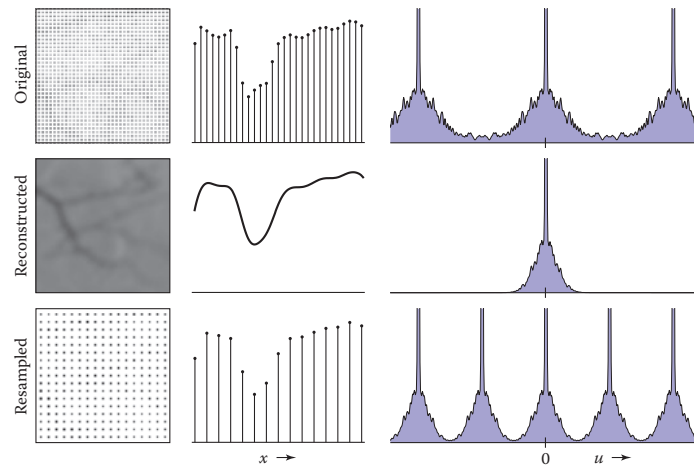 Original
Reconstructed
Resampled
x →
0
u →